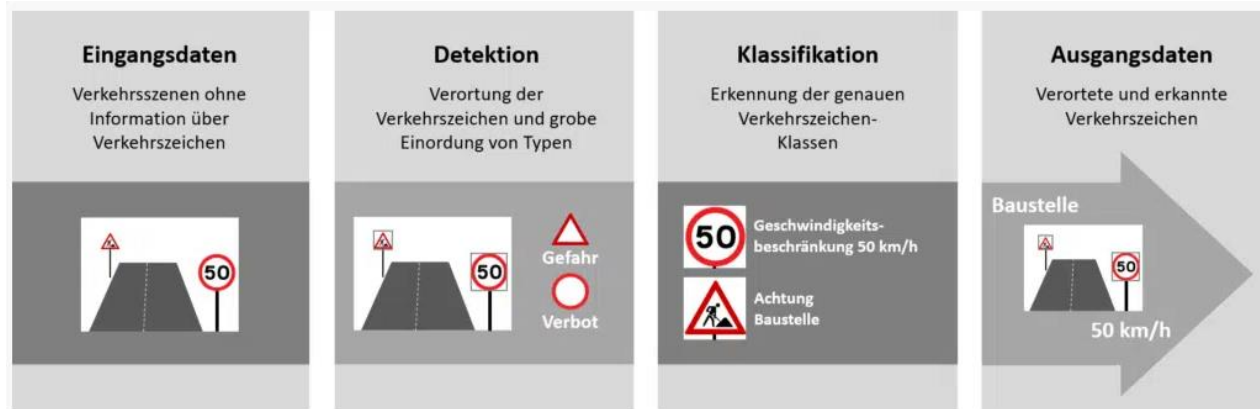 Eingangsdaten
Verkehrsszenen ohne
Information über
Verkehrszeichen
50
Detektion
Verortung der
Verkehrszeichen und grobe
Einordung von Typen
50
Gefahr
Verbot
Klassifikation
Erkennung der genauen
Verkehrszeichen-
Klassen
50
Geschwindigkeits-
beschränkung 50 km/h
Achtung
Baustelle
Ausgangsdaten
Verortete und erkannte
Verkehrszeichen
Baustelle
50
50 km/h